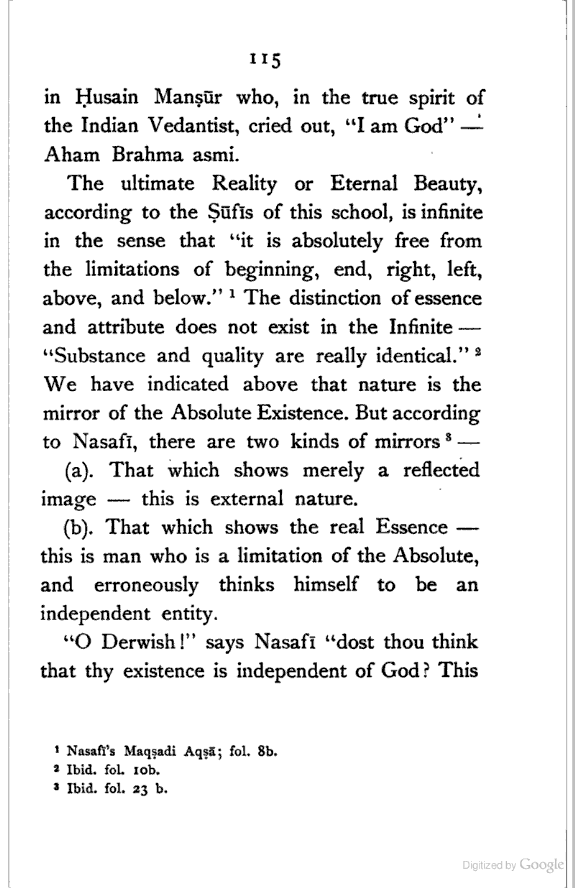 115
in Ḥusain Manṣūr who, in the true spirit of
the Indian Vedantist, cried out, “I am God” —
Aham Brahma asmi.
The ultimate Reality or Eternal Beauty,
according to the Ṣūfīs of this school, is infinite
in the sense that “it is absolutely free from
the limitations of beginning, end, right, left,
above, and below.” ¹ The distinction of essence
and attribute does not exist in the Infinite —
“Substance and quality are really identical.” ²
We have indicated above that nature is the
mirror of the Absolute Existence. But according
to Nasafī, there are two kinds of mirrors ³ —
(a). That which shows merely a reflected
image — this is external nature.
(b). That which shows the real Essence —
this is man who is a limitation of the Absolute,
and erroneously thinks himself to be an
independent entity.
“O Derwish!” says Nasafī “dost thou think
that thy existence is independent of God? This
¹ Nasafī's Maqṣadi Aqṣā; fol. 8b.
² Ibid. fol. 10b.
³ Ibid. fol. 23 b.
Digitized by Google